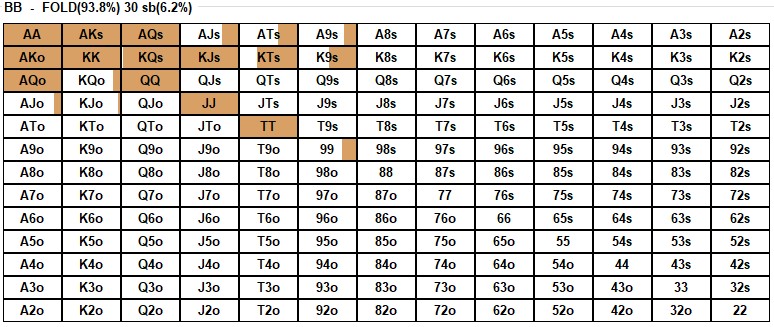 BB - FOLD(93.8%) 30 sb(6.2%)
AA AKs AQs AJs ATs A9s A8s A7s A6s A5s A4s A3s A2s
AKo KK KQs KJs KTs K9s K8s K7s K6s K5s K4s K3s K2s
AQo KQo QQ QJs QTs Q9s Q8s Q7s Q6s Q5s Q4s Q3s Q2s
AJo KJo QJo JJ JTs J9s J8s J7s J6s J5s J4s J3s J2s
ATo KTo QTo JTo TT T9s T8s T7s T6s T5s T4s T3s T2s
A9o K9o Q9o J9o T9o 99 98s 97s 96s 95s 94s 93s 92s
A8o K8o Q8o J8o T8o 98o 88 87s 86s 85s 84s 83s 82s
A7o K7o Q7o J7o T7o 97o 87o 77 76s 75s 74s 73s 72s
A6o K6o Q6o J6o T6o 96o 86o 76o 66 65s 64s 63s 62s
A5o K5o Q5o J5o T5o 95o 85o 75o 65o 55 54s 53s 52s
A4o K4o Q4o J4o T4o 94o 84o 74o 64o 54o 44 43s 42s
A3o K3o Q3o J3o T3o 93o 83o 73o 63o 53o 43o 33 32s
A2o K2o Q2o J2o T2o 92o 82o 72o 62o 52o 42o 32o 22